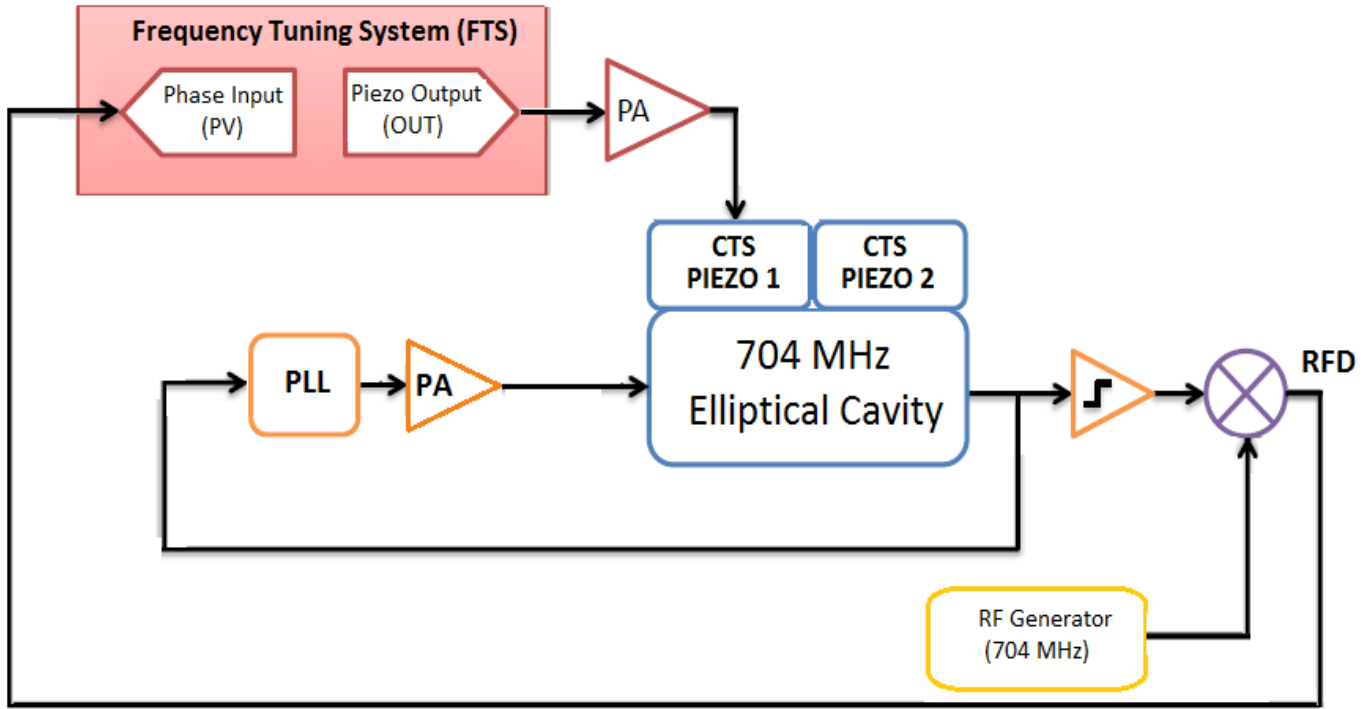 Frequency Tuning System (FTS)
Phase Input
(PV)
Piezo Output
(OUT)
PA
CTS
PIEZO 1
CTS
PIEZO 2
PLL
PA
704 MHz
Elliptical Cavity
RFD
RF Generator
(704 MHz)